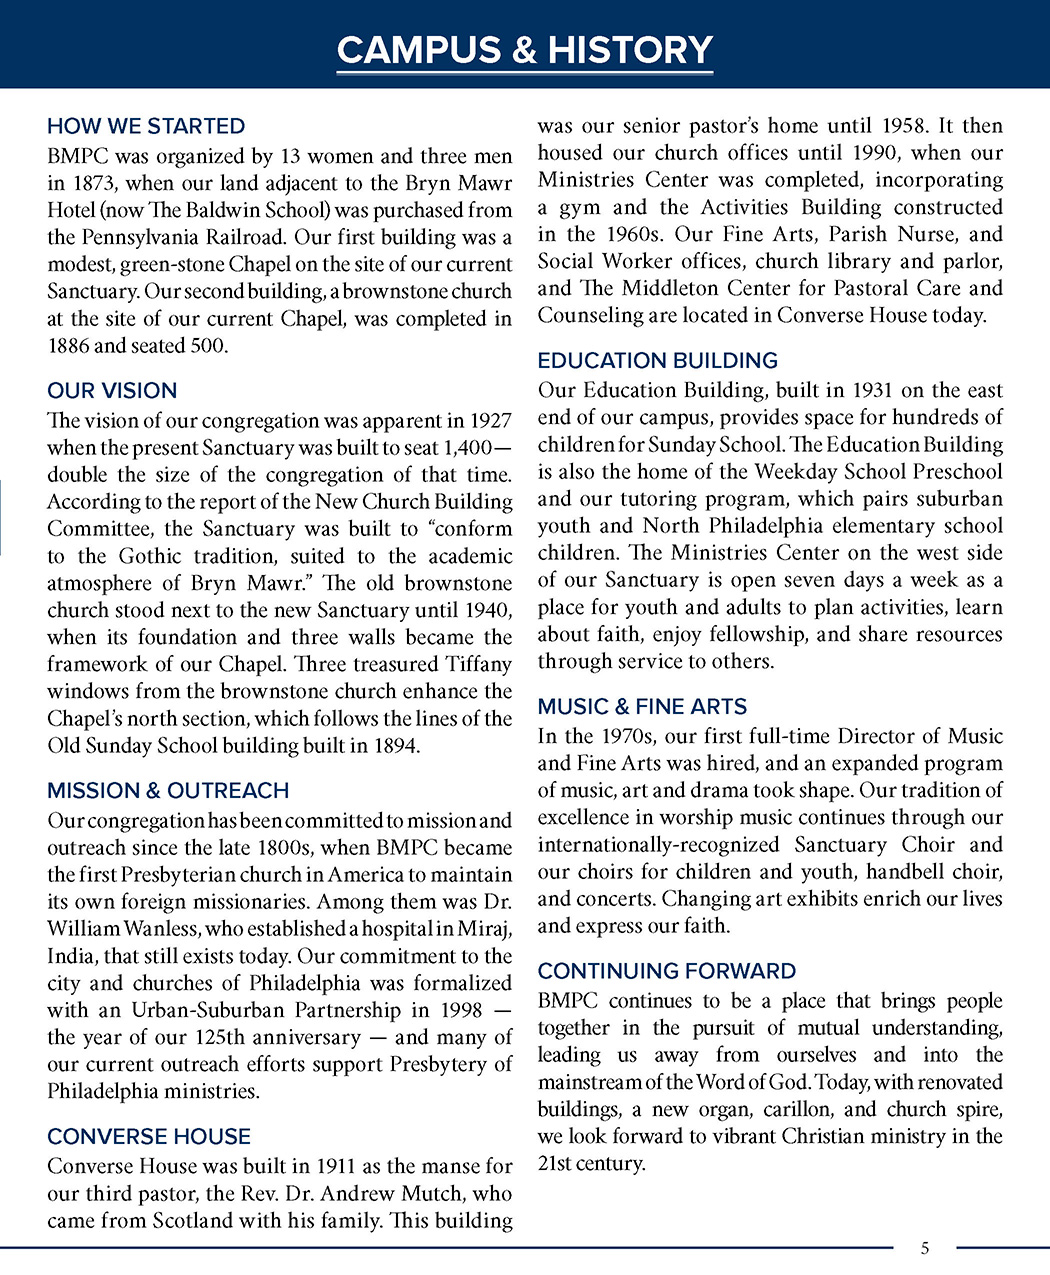 CAMPUS & HISTORY
HOW WE STARTED
BMPC was organized by 13 women and three men
in 1873, when our land adjacent to the Bryn Mawr
Hotel (now The Baldwin School) was purchased from
the Pennsylvania Railroad. Our first building was a
modest, green-stone Chapel on the site of our current
Sanctuary. Our second building, a brownstone church
at the site of our current Chapel, was completed in
1886 and seated 500.
OUR VISION
The vision of our congregation was apparent in 1927
when the present Sanctuary was built to seat 1,400—
double the size of the congregation of that time.
According to the report of the New Church Building
Committee, the Sanctuary was built to “conform
to the Gothic tradition, suited to the academic
atmosphere of Bryn Mawr.” The old brownstone
church stood next to the new Sanctuary until 1940,
when its foundation and three walls became the
framework of our Chapel. Three treasured Tiffany
windows from the brownstone church enhance the
Chapel’s north section, which follows the lines of the
Old Sunday School building built in 1894.
MISSION & OUTREACH
Our congregation has been committed to mission and
outreach since the late 1800s, when BMPC became
the first Presbyterian church in America to maintain
its own foreign missionaries. Among them was Dr.
William Wanless, who established a hospital in Miraj,
India, that still exists today. Our commitment to the
city and churches of Philadelphia was formalized
with an Urban-Suburban Partnership in 1998 —
the year of our 125th anniversary — and many of
our current outreach efforts support Presbytery of
Philadelphia ministries.
CONVERSE HOUSE
Converse House was built in 1911 as the manse for
our third pastor, the Rev. Dr. Andrew Mutch, who
came from Scotland with his family. This building
was our senior pastor’s home until 1958. It then
housed our church offices until 1990, when our
Ministries Center was completed, incorporating
a gym and the Activities Building constructed
in the 1960s. Our Fine Arts, Parish Nurse, and
Social Worker offices, church library and parlor,
and The Middleton Center for Pastoral Care and
Counseling are located in Converse House today.
EDUCATION BUILDING
Our Education Building, built in 1931 on the east
end of our campus, provides space for hundreds of
children for Sunday School. The Education Building
is also the home of the Weekday School Preschool
and our tutoring program, which pairs suburban
youth and North Philadelphia elementary school
children. The Ministries Center on the west side
of our Sanctuary is open seven days a week as a
place for youth and adults to plan activities, learn
about faith, enjoy fellowship, and share resources
through service to others.
MUSIC & FINE ARTS
In the 1970s, our first full-time Director of Music
and Fine Arts was hired, and an expanded program
of music, art and drama took shape. Our tradition of
excellence in worship music continues through our
internationally-recognized Sanctuary Choir and
our choirs for children and youth, handbell choir,
and concerts. Changing art exhibits enrich our lives
and express our faith.
CONTINUING FORWARD
BMPC continues to be a place that brings people
together in the pursuit of mutual understanding,
leading us away from ourselves and into the
mainstream of the Word of God. Today, with renovated
buildings, a new organ, carillon, and church spire,
we look forward to vibrant Christian ministry in the
21st century.
5